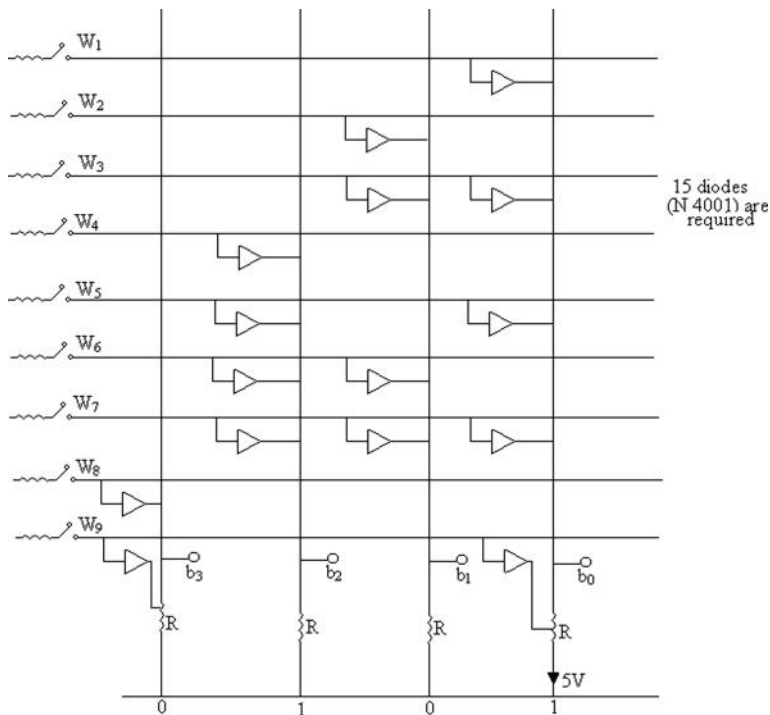 W1
W2
W3
15 diodes
(N 4001) are
required
W4
W5
W6
W7
W8
W9
b3 b2 b1 b0
R R R R
5V
0 1 0 1